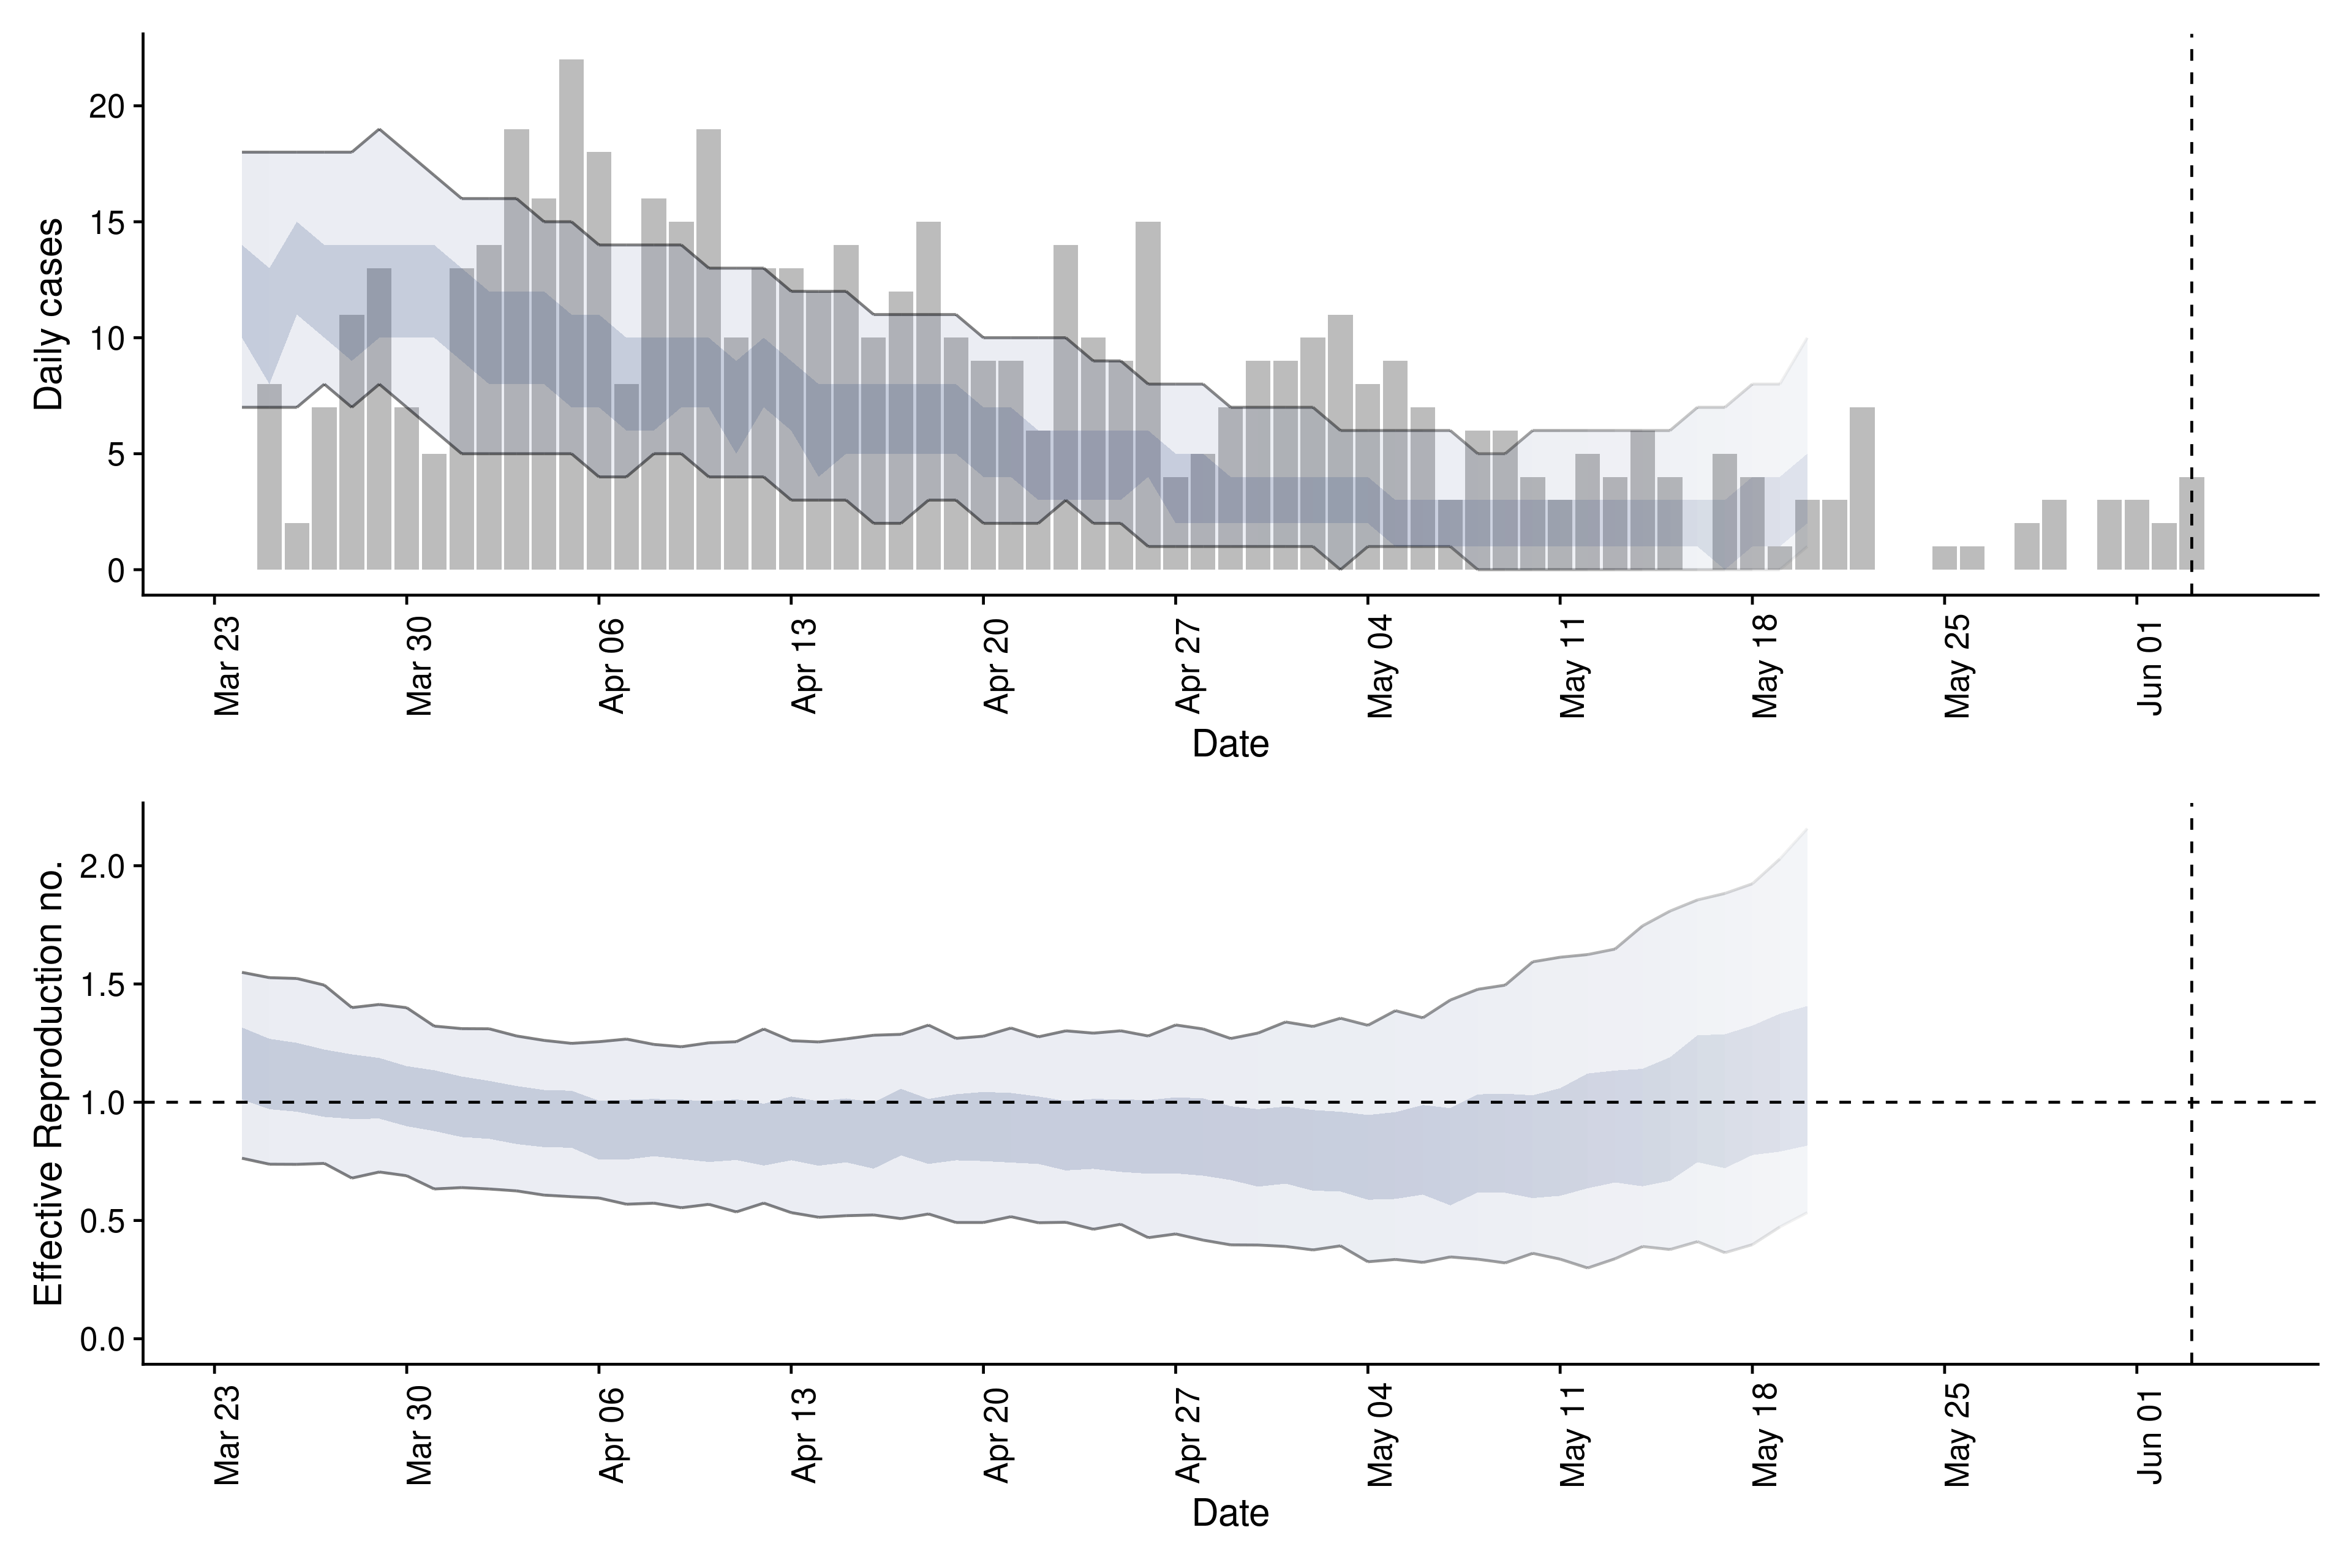 Daily cases
20
15
10
5
0
Mar 23
Mar 30
Apr 06
Apr 13
Apr 20
Apr 27
May 04
May 11
May 18
May 25
Jun 01
Date
Effective Reproduction no.
2.0
1.5
1.0
0.5
0.0
Mar 23
Mar 30
Apr 06
Apr 13
Apr 20
Apr 27
May 04
May 11
May 18
May 25
Jun 01
Date